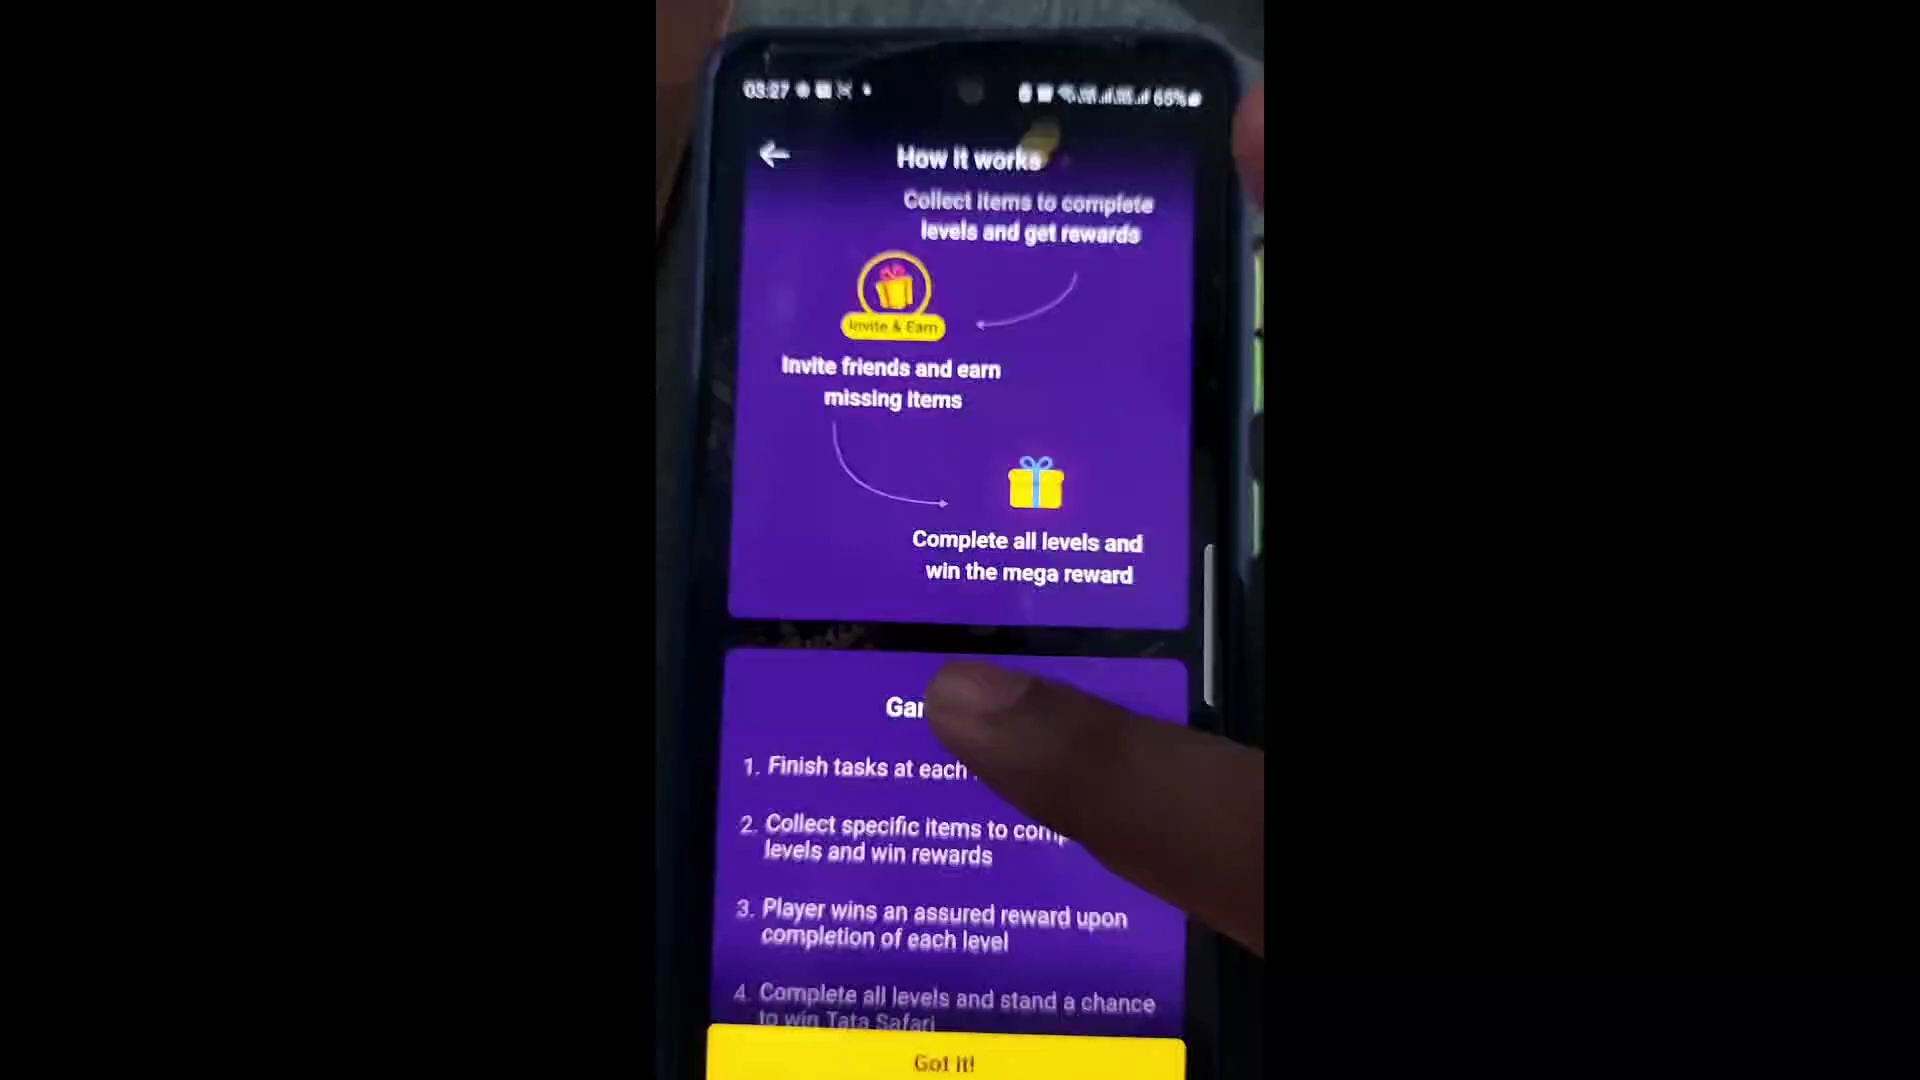 03:27
66%
How it works
Collect items to complete
levels and get rewards
Invite & Earn
Invite friends and earn
missing items
Complete all levels and
win the mega reward
1. Finish tasks at each
2. Collect specific items to
levels and win rewards
3. Player wins an assured reward upon
completion of each level
4. Complete all levels and stand a chance
to win Tata Safari
Got it!